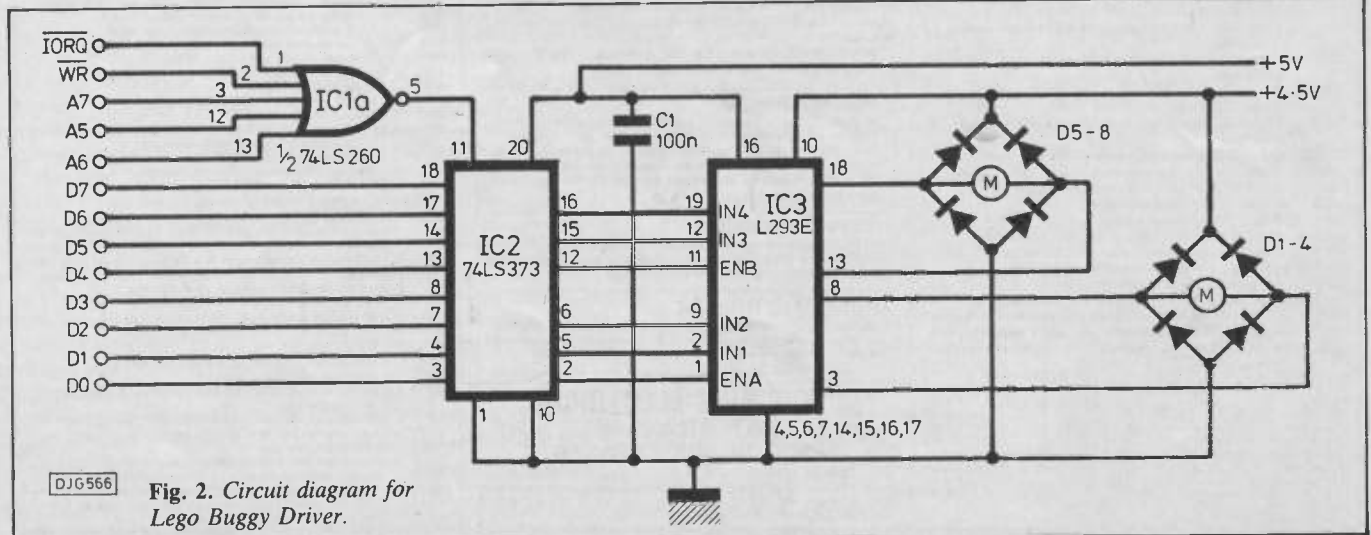 IORQ
WR
A7
A5
A6
D7
D6
D5
D4
D3
D2
D1
D0
1
2
3
12
13
IC1a
5
½ 74LS260
11
20
18
17
14
13
8
7
4
3
IC2
74LS373
16
15
12
6
5
2
1
10
C1
100n
16
10
19
12
11
9
2
1
IN4
IN3
ENB
IN2
IN1
ENA
IC3
L293E
18
13
8
3
4,5,6,7,14,15,16,17
+5V
+4·5V
D5-8
M
D1-4
M
DJG566
Fig. 2. Circuit diagram for
Lego Buggy Driver.